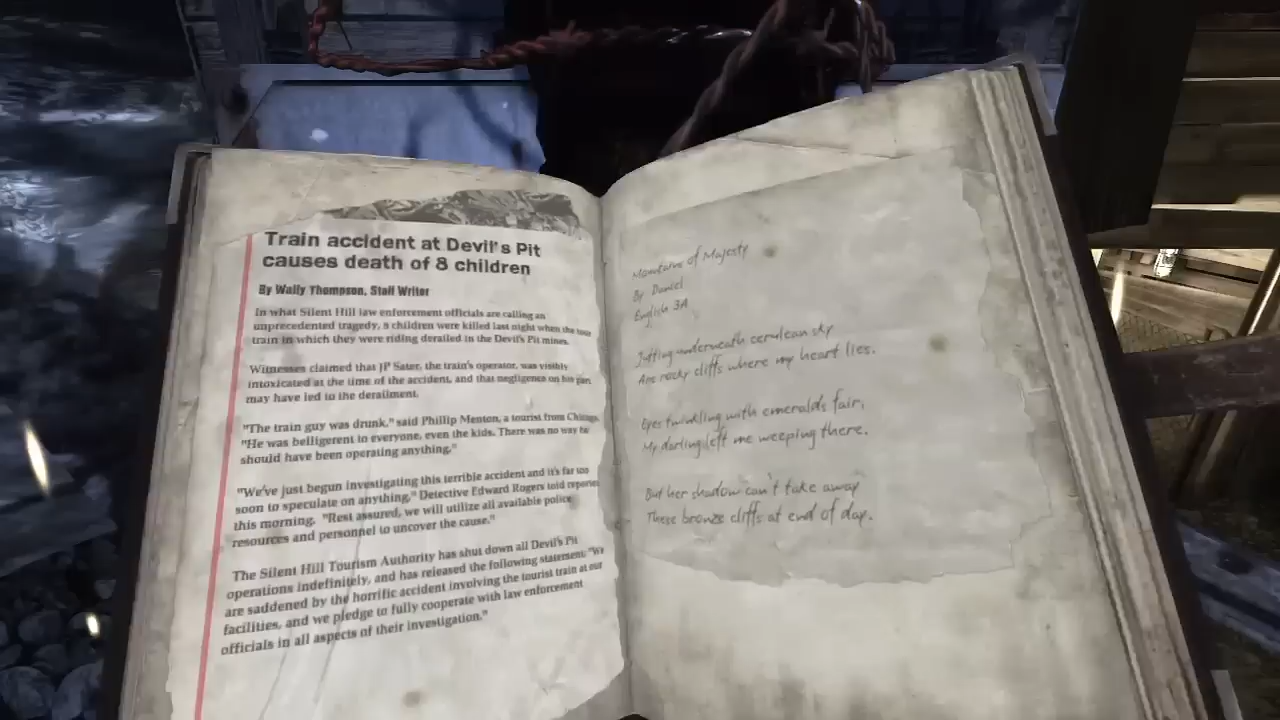 Train accident at Devil's Pit
causes death of 8 children
By Wally Thompson, Staff Writer
In what Silent Hill law enforcement officials are calling an
unprecedented tragedy, 8 children were killed last night when the tour
train in which they were riding derailed in the Devil's Pit mines.
Witnesses claimed that JP Sater, the train's operator, was visibly
intoxicated at the time of the accident, and that negligence on his part
may have led to the derailment.
"The train guy was drunk," said Phillip Menton, a tourist from Chicago.
"He was belligerent to everyone, even the kids. There was no way he
should have been operating anything."
"We've just begun investigating this terrible accident and it's far too
soon to speculate on anything," Detective Edward Rogers told reporters
this morning. "Rest assured, we will utilize all available police
resources and personnel to uncover the cause."
The Silent Hill Tourism Authority has shut down all Devil's Pit
operations indefinitely, and has released the following statement: "We
are saddened by the horrific accident involving the tourist train at our
facilities, and we pledge to fully cooperate with law enforcement
officials in all aspects of their investigation."
Mountains of Majesty
By Daniel
English 3A
Jutting underneath cerulean sky
Are rocky cliffs where my heart lies.
Eyes twinkling with emeralds fair,
My darling left me weeping there.
But her shadow can't take away
These bronze cliffs at end of day.